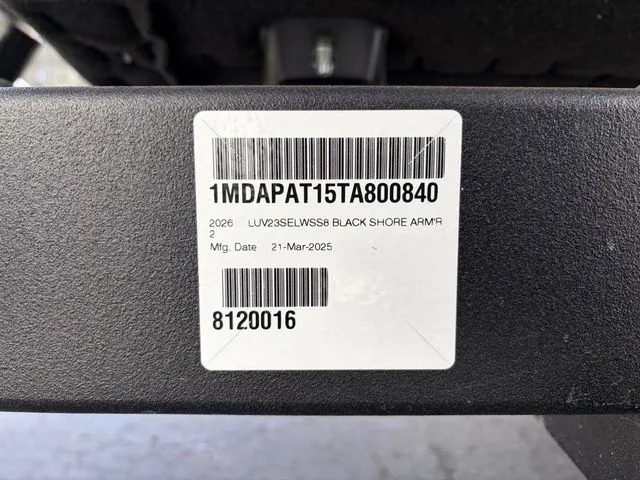 1MDAPAT15TA800840
2026 LUV23SELWSS8 BLACK SHORE ARM'R
2
Mfg. Date 21-Mar-2025
8120016